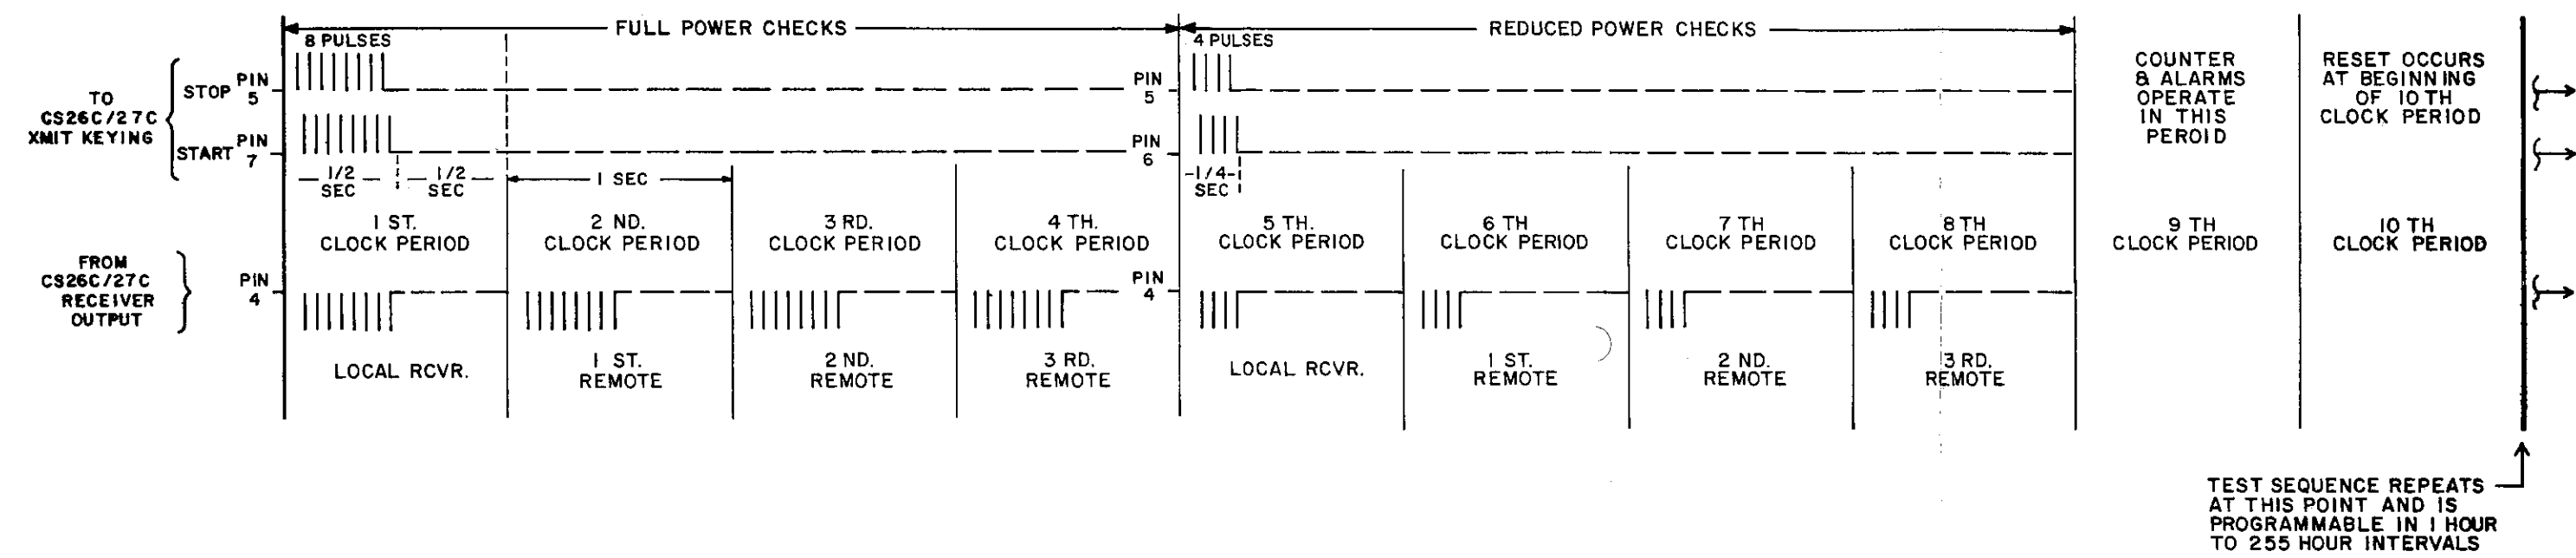 FULL POWER CHECKS
REDUCED POWER CHECKS
8 PULSES
4 PULSES
TO
CS26C/27C
XMIT KEYING
STOP
PIN
5
START
PIN
7
PIN
5
PIN
6
1/2
SEC
1/2
SEC
1 SEC
1/4
SEC
COUNTER
& ALARMS
OPERATE
IN THIS
PEROID
RESET OCCURS
AT BEGINNING
OF 10TH
CLOCK PERIOD
1 ST.
CLOCK PERIOD
2 ND.
CLOCK PERIOD
3 RD.
CLOCK PERIOD
4 TH.
CLOCK PERIOD
5 TH.
CLOCK PERIOD
6 TH
CLOCK PERIOD
7 TH
CLOCK PERIOD
8 TH
CLOCK PERIOD
9 TH
CLOCK PERIOD
10 TH
CLOCK PERIOD
FROM
CS26C/27C
RECEIVER
OUTPUT
PIN
4
PIN
4
LOCAL RCVR.
1 ST.
REMOTE
2 ND.
REMOTE
3 RD.
REMOTE
LOCAL RCVR.
1 ST.
REMOTE
2 ND.
REMOTE
3 RD.
REMOTE
TEST SEQUENCE REPEATS
AT THIS POINT AND IS
PROGRAMMABLE IN 1 HOUR
TO 255 HOUR INTERVALS